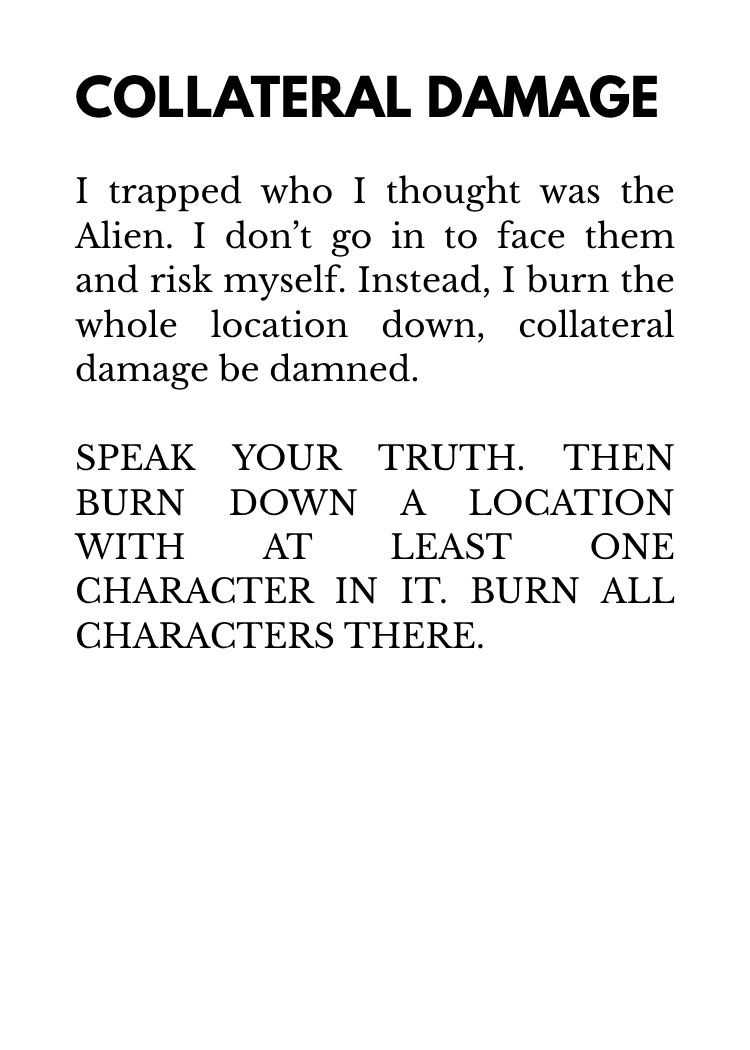 COLLATERAL DAMAGE
I trapped who I thought was the
Alien. I don’t go in to face them
and risk myself. Instead, I burn the
whole location down, collateral
damage be damned.
SPEAK YOUR TRUTH. THEN
BURN DOWN A LOCATION
WITH AT LEAST ONE
CHARACTER IN IT. BURN ALL
CHARACTERS THERE.